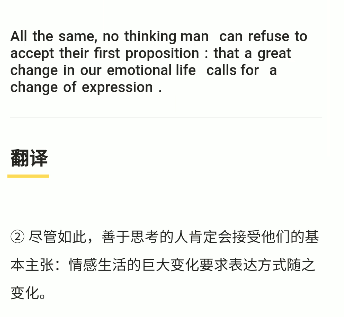 All the same, no thinking man can refuse to
accept their first proposition : that a great
change in our emotional life calls for a
change of expression .
翻译
② 尽管如此，善于思考的人肯定会接受他们的基
本主张：情感生活的巨大变化要求表达方式随之
变化。